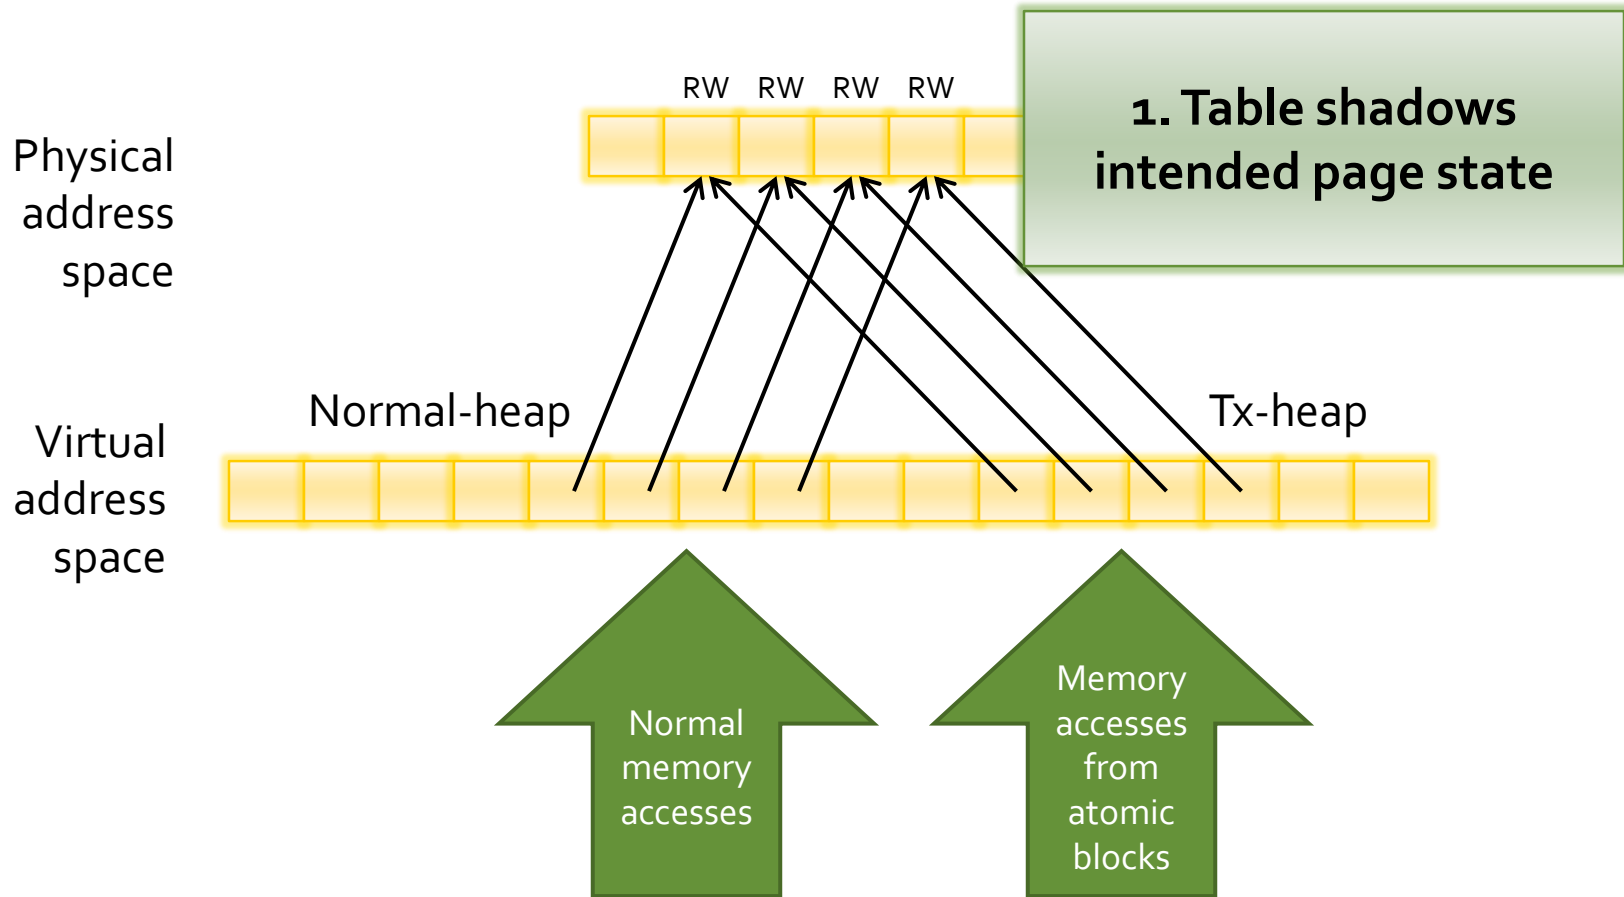 RW RW RW RW
1. Table shadows
intended page state
Physical
address
space
Normal-heap
Tx-heap
Virtual
address
space
Normal
memory
accesses
Memory
accesses
from
atomic
blocks